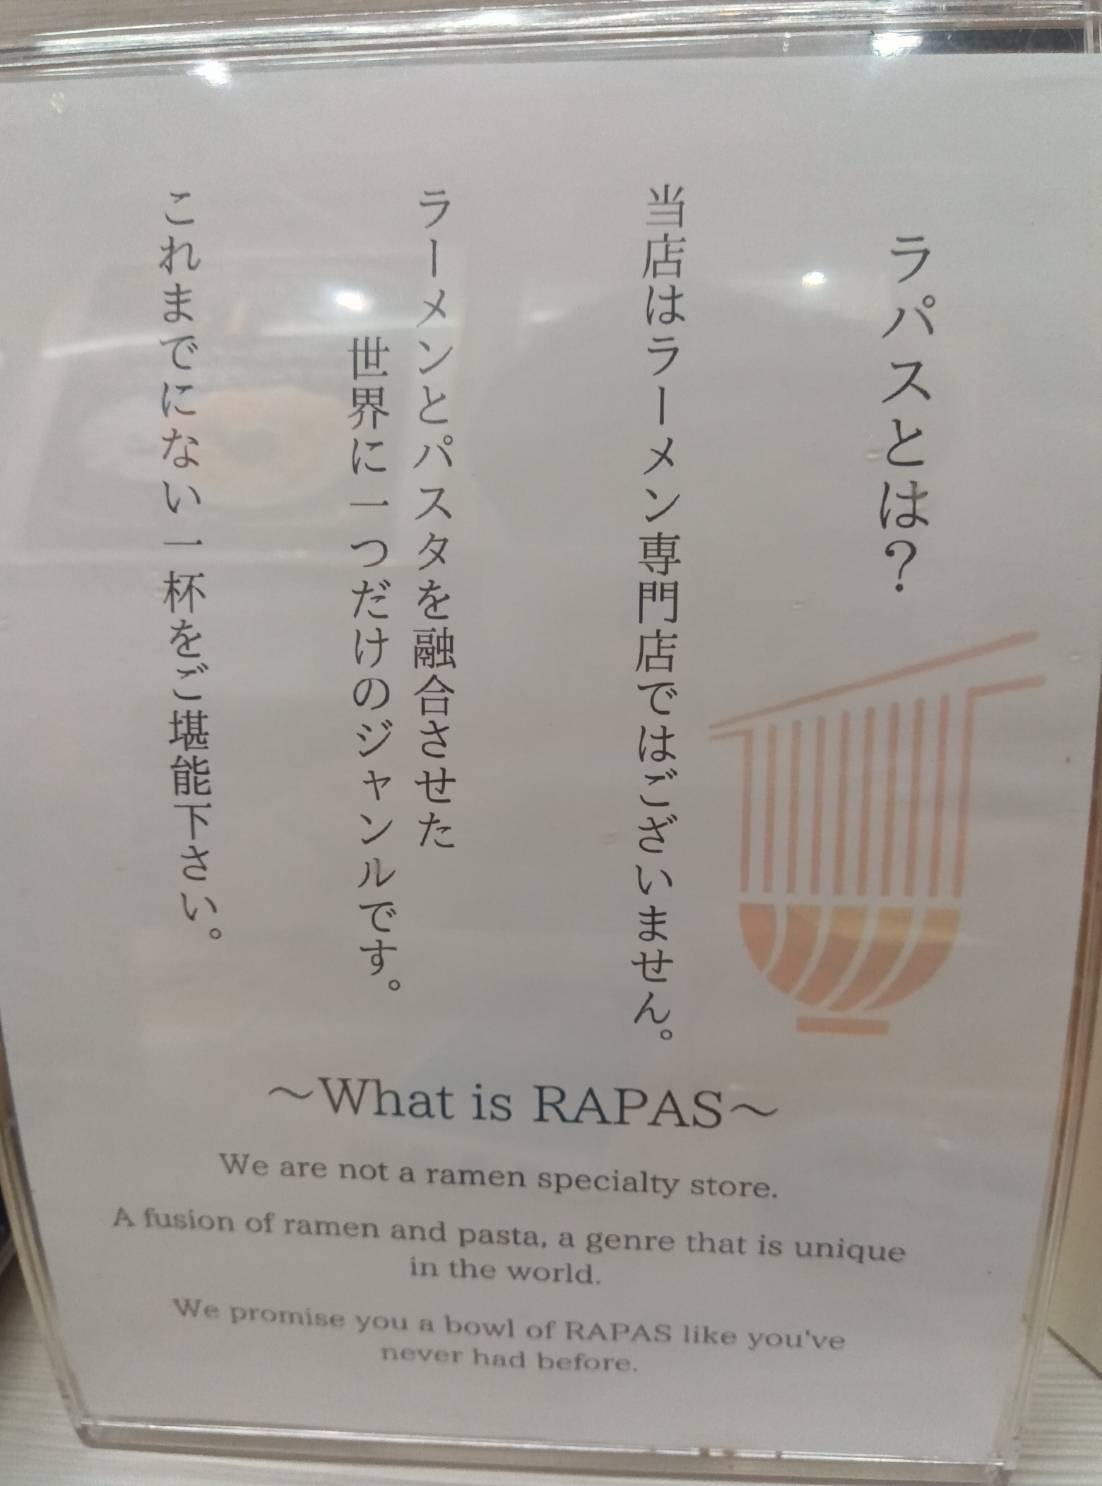 ラパスとは？
当店はラーメン専門店ではございません。
ラーメンとパスタを融合させた
世界に一つだけのジャンルです。
これまでにない一杯をご堪能下さい。
～What is RAPAS～
We are not a ramen specialty store.
A fusion of ramen and pasta, a genre that is unique
in the world.
We promise you a bowl of RAPAS like you've
never had before.